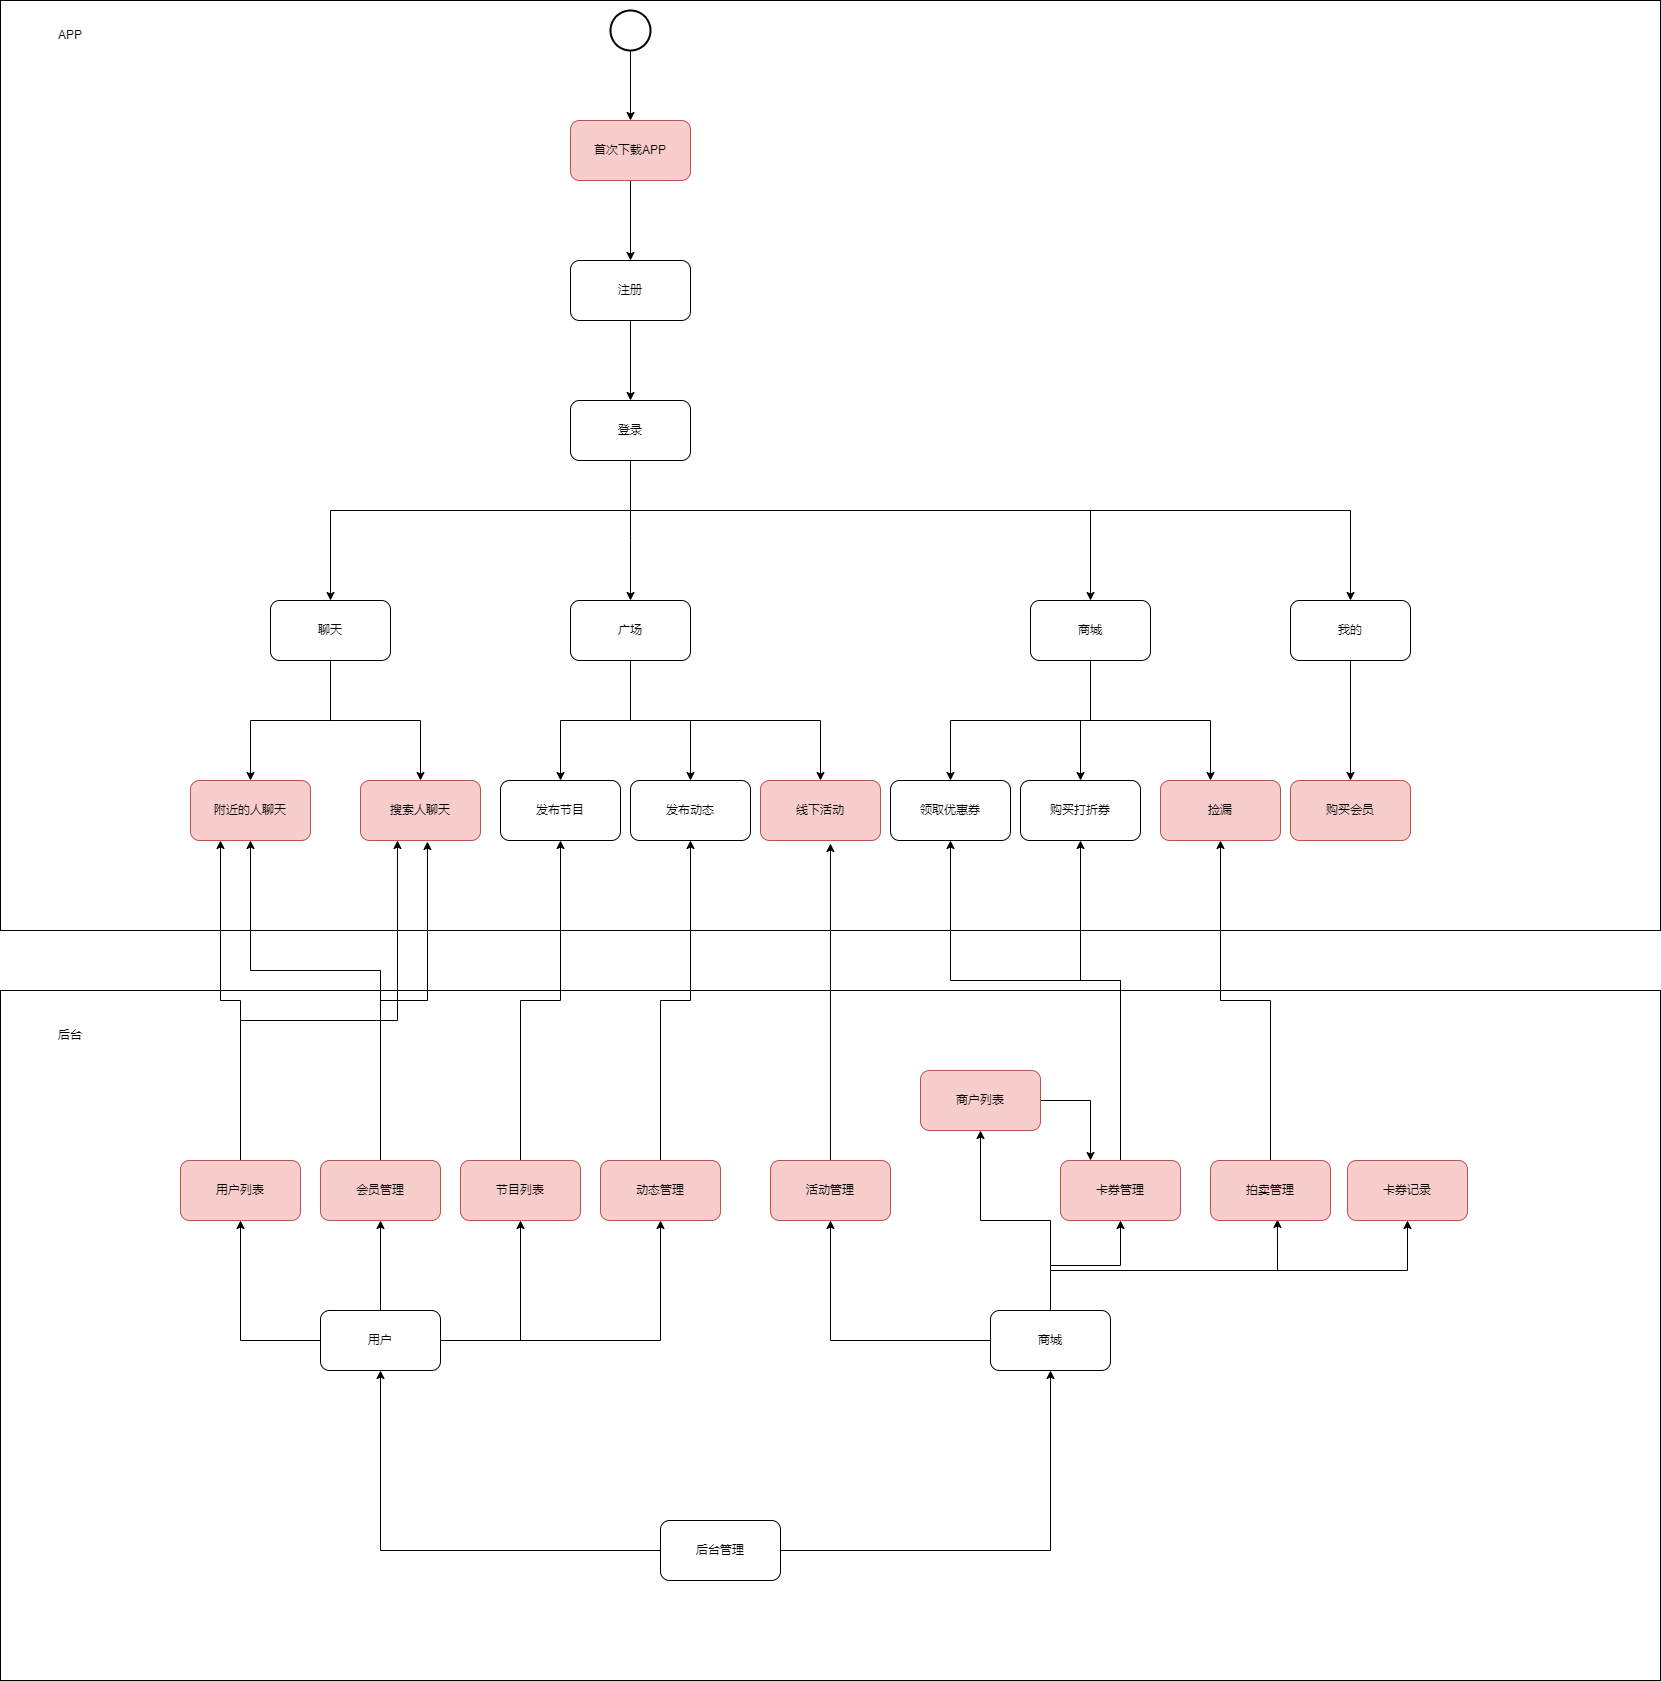 APP
首次下载APP
注册
登录
聊天
广场
商城
我的
附近的人聊天
搜索人聊天
发布节目
发布动态
线下活动
领取优惠券
购买打折券
捡漏
购买会员
后台
商户列表
用户列表
会员管理
节目列表
动态管理
活动管理
卡券管理
拍卖管理
卡券记录
用户
商城
后台管理